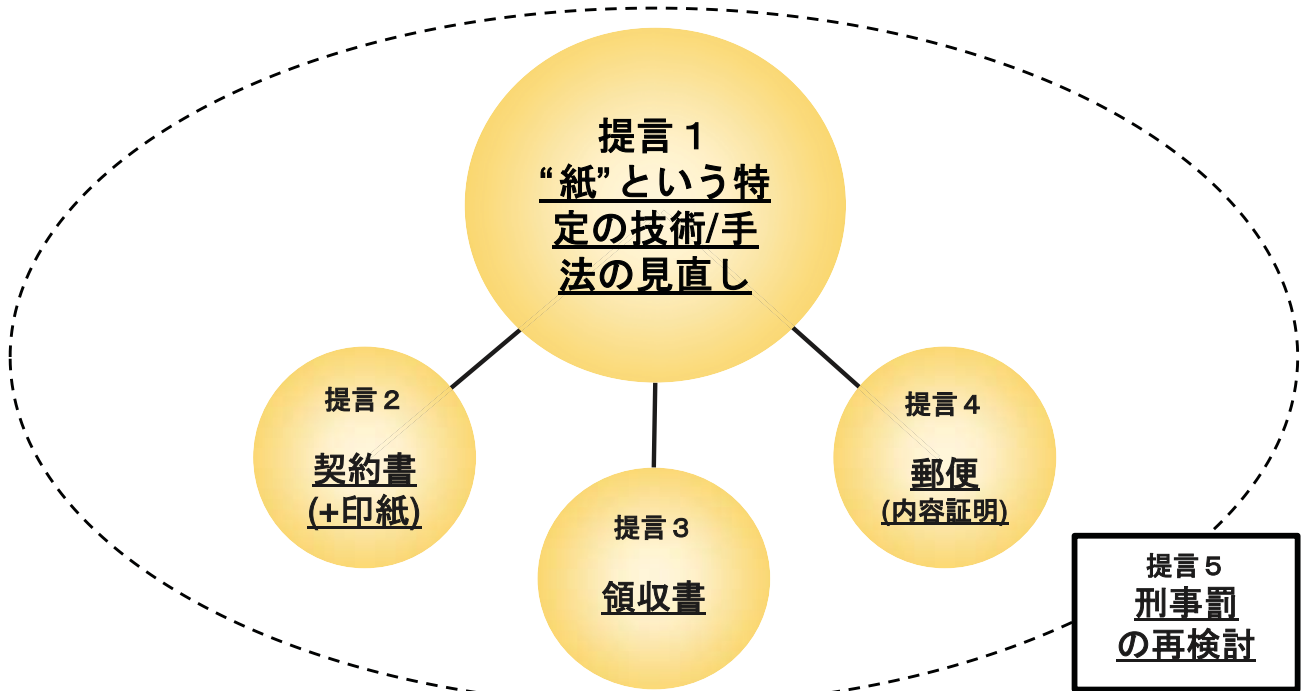 提言１
“紙”という特
定の技術/手
法の見直し
提言２
契約書
(+印紙)
提言３
領収書
提言４
郵便
(内容証明)
提言５
刑事罰
の再検討